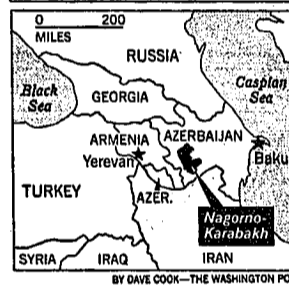 0 200
MILES
RUSSIA
Black
Sea
Caspian
Sea
GEORGIA
ARMENIA
AZERBAIJAN
Yerevan
Baku
AZER.
TURKEY
Nagorno-
Karabakh
SYRIA
IRAQ
IRAN
BY DAVE COOK—THE WASHINGTON PO